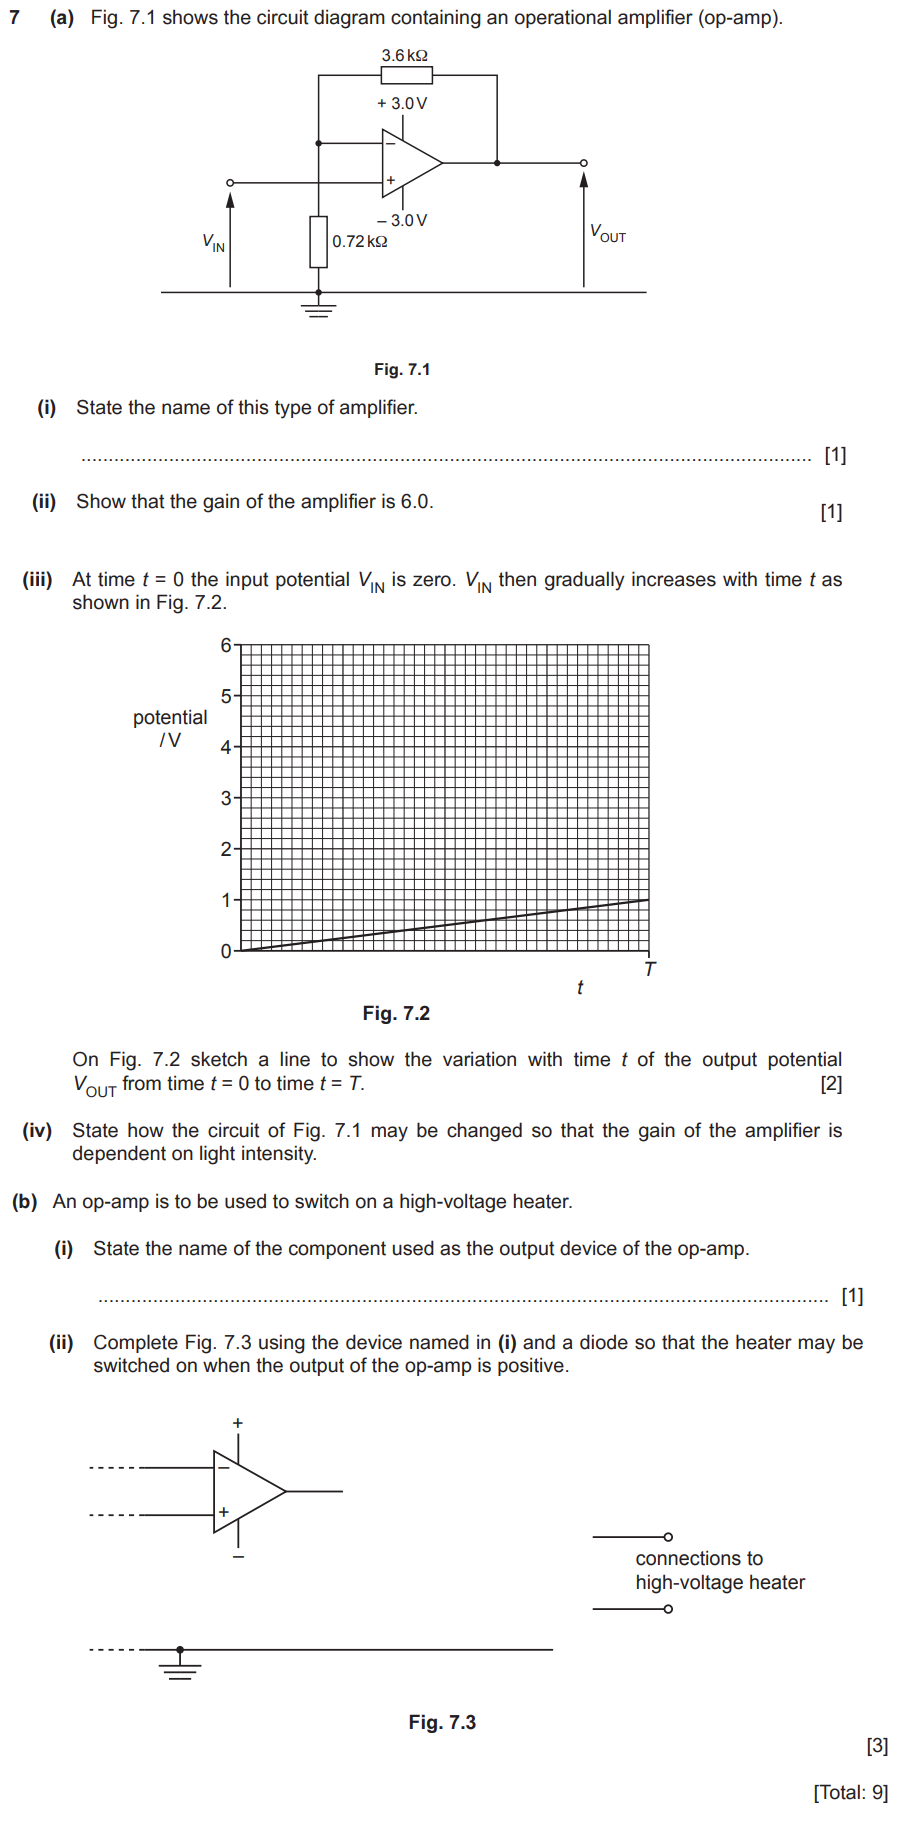 7 (a) Fig. 7.1 shows the circuit diagram containing an operational amplifier (op-amp).
3.6 kΩ
+ 3.0 V
–
+
– 3.0 V
0.72 kΩ
VIN
VOUT
Fig. 7.1
(i) State the name of this type of amplifier.
.............................................................................................................................. [1]
(ii) Show that the gain of the amplifier is 6.0.
[1]
(iii) At time t = 0 the input potential VIN is zero. VIN then gradually increases with time t as
shown in Fig. 7.2.
6
5
potential
/ V
4
3
2
1
0
T
t
Fig. 7.2
On Fig. 7.2 sketch a line to show the variation with time t of the output potential
VOUT from time t = 0 to time t = T. [2]
(iv) State how the circuit of Fig. 7.1 may be changed so that the gain of the amplifier is
dependent on light intensity.
(b) An op-amp is to be used to switch on a high-voltage heater.
(i) State the name of the component used as the output device of the op-amp.
.............................................................................................................................. [1]
(ii) Complete Fig. 7.3 using the device named in (i) and a diode so that the heater may be
switched on when the output of the op-amp is positive.
+
–
+
–
connections to
high-voltage heater
Fig. 7.3
[3]
[Total: 9]